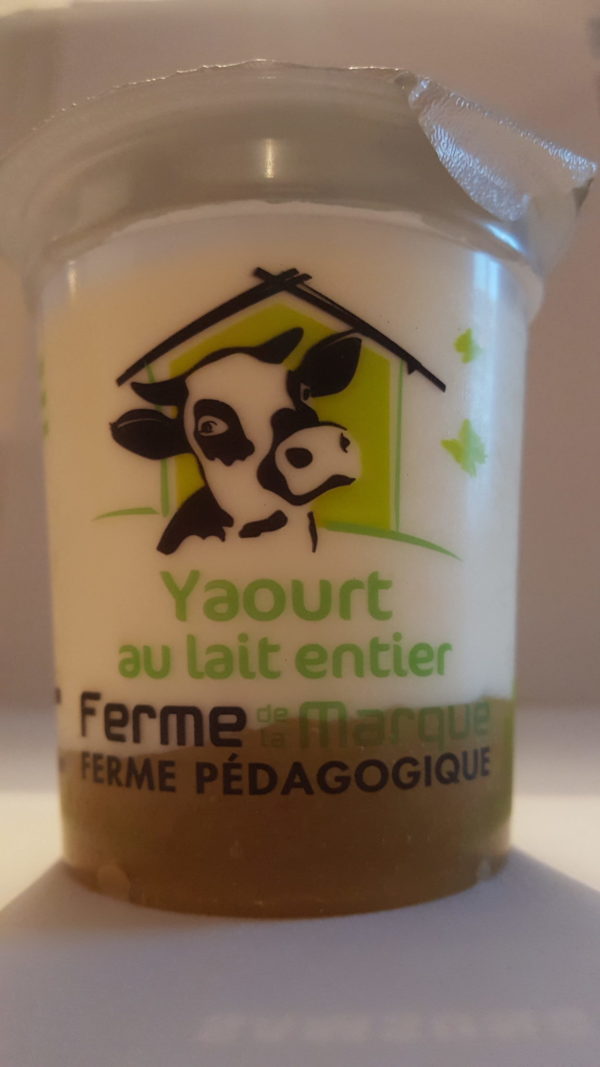 Yaourt
au lait entier
Ferme de la Marque
FERME PÉDAGOGIQUE